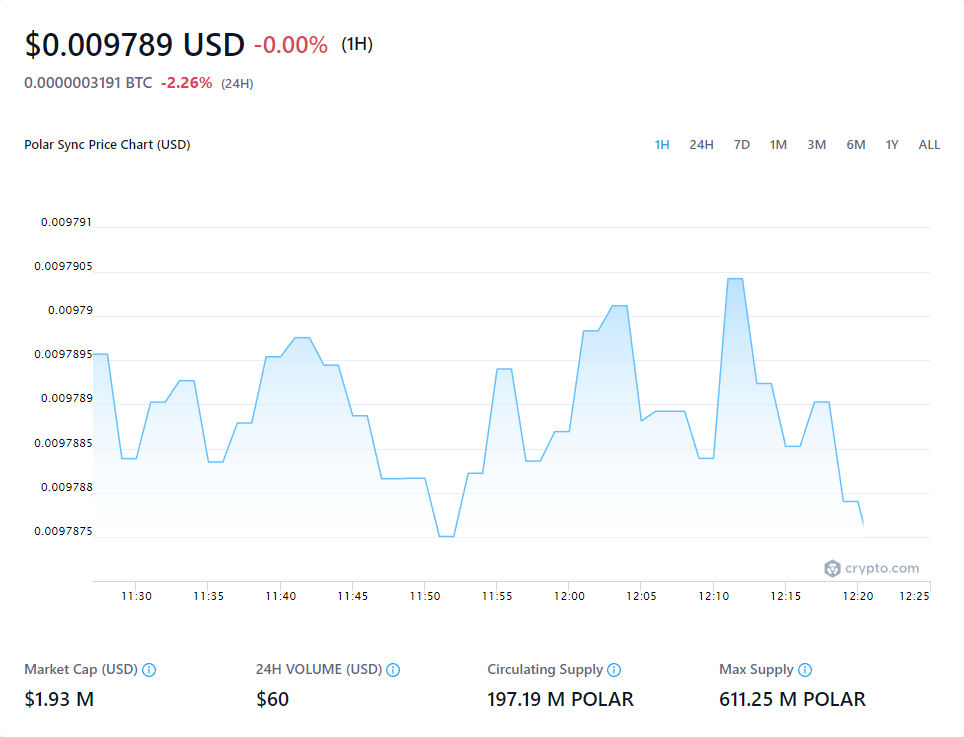 $0.009789 USD -0.00% (1H)
0.0000003191 BTC -2.26% (24H)
Polar Sync Price Chart (USD) 1H 24H 7D 1M 3M 6M 1Y ALL
0.009791
0.0097905
0.00979
0.0097895
0.009789
0.0097885
0.009788
0.0097875
crypto.com
11:30 11:35 11:40 11:45 11:50 11:55 12:00 12:05 12:10 12:15 12:20 12:25
Market Cap (USD) 24H VOLUME (USD) Circulating Supply Max Supply
$1.93 M $60 197.19 M POLAR 611.25 M POLAR